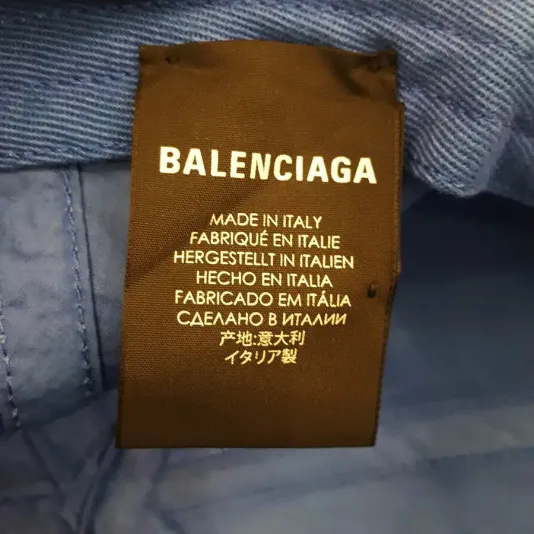 BALENCIAGA
MADE IN ITALY
FABRIQUÉ EN ITALIE
HERGESTELLT IN ITALIEN
HECHO EN ITALIA
FABRICADO EM ITÁLIA
СДЕЛАНО В ИТАЛИИ
产地:意大利
イタリア製